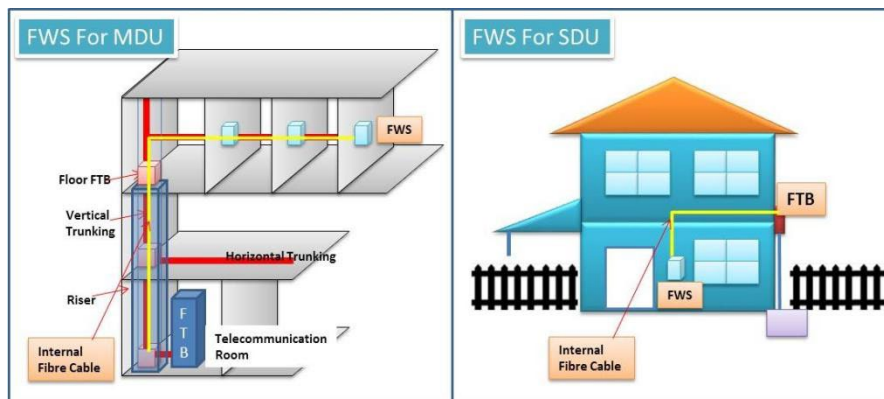 FWS For MDU
FWS
Floor FTB
Vertical
Trunking
Horizontal Trunking
Riser
F
T
B
Telecommunication
Room
Internal
Fibre Cable
FWS For SDU
FTB
FWS
Internal
Fibre Cable